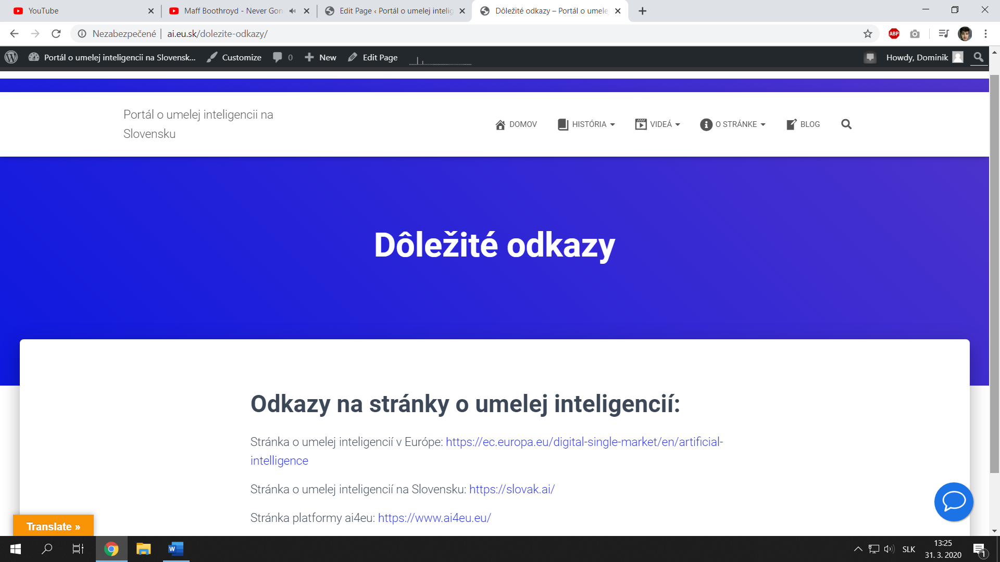 YouTube
Maff Boothroyd - Never Gon
Edit Page ‹ Portál o umelej intelig
Dôležité odkazy – Portál o umele
Nezabezpečené
ai.eu.sk/dolezite-odkazy/
ABP
Portál o umelej inteligencii na Slovensk...
Customize
0
New
Edit Page
Howdy, Dominik
Portál o umelej inteligencii na
Slovensku
DOMOV
HISTÓRIA
VIDEÁ
O STRÁNKE
BLOG
Dôležité odkazy
Odkazy na stránky o umelej inteligencií:
Stránka o umelej inteligencií v Európe: https://ec.europa.eu/digital-single-market/en/artificial-
intelligence
Stránka o umelej inteligencií na Slovensku: https://slovak.ai/
Stránka platformy ai4eu: https://www.ai4eu.eu/
Translate »
W
SLK
13:25
31. 3. 2020
1